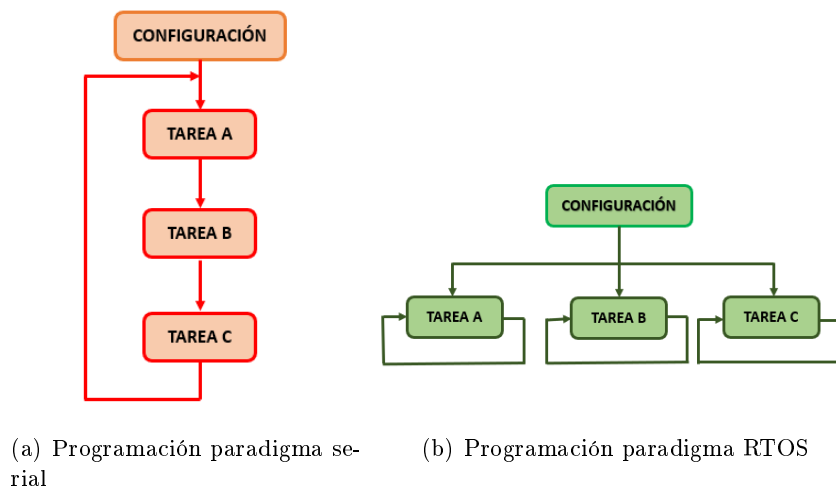 CONFIGURACIÓN
TAREA A
TAREA B
TAREA C
(a) Programación paradigma se-
rial
CONFIGURACIÓN
TAREA A
TAREA B
TAREA C
(b) Programación paradigma RTOS